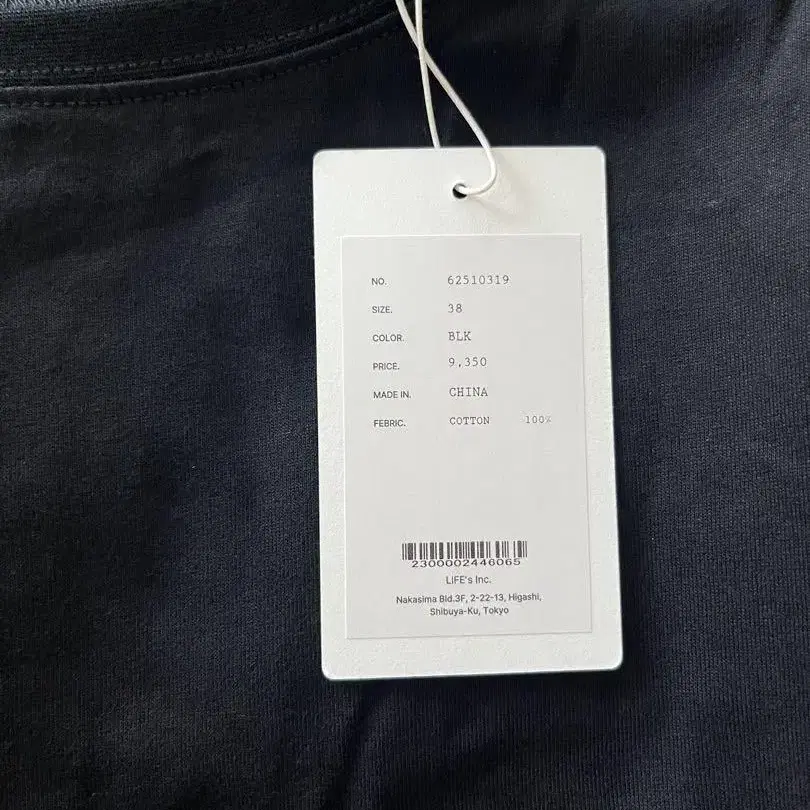 NO. 62510319
SIZE. 38
COLOR. BLK
PRICE. 9,350
MADE IN. CHINA
FEBRIC. COTTON 100%
2300002446065
LIFE's Inc.
Nakasima Bld.3F, 2-22-13, Higashi,
Shibuya-Ku, Tokyo